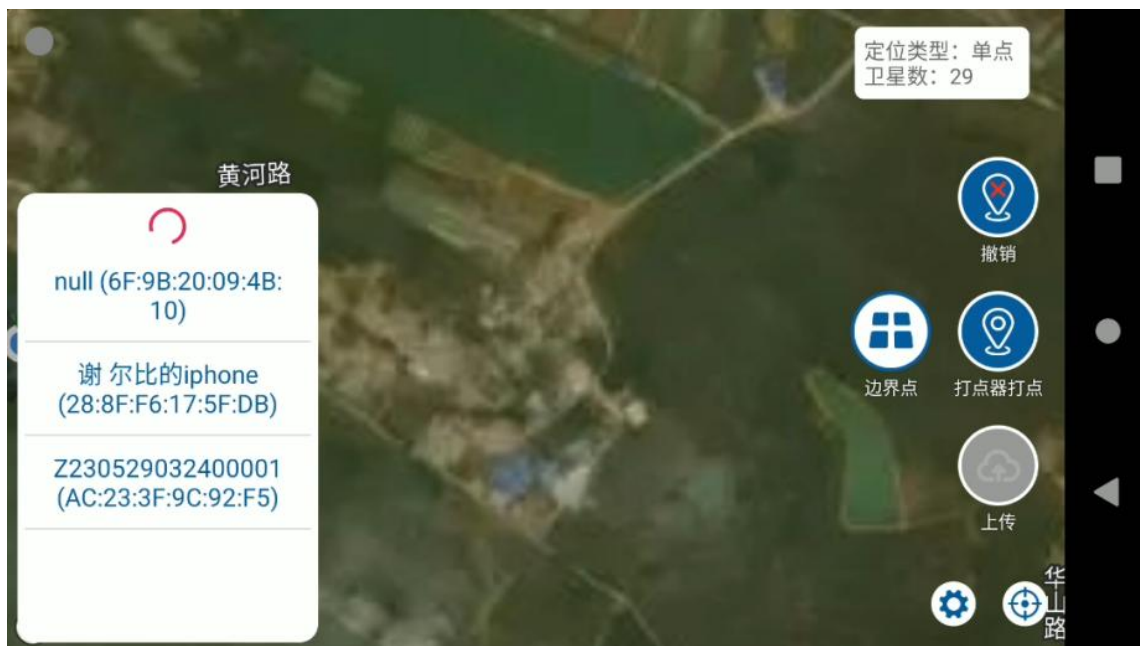 定位类型：单点
卫星数：29
黄河路
null (6F:9B:20:09:4B:
10)
谢 尔比的iphone
(28:8F:F6:17:5F:DB)
Z230529032400001
(AC:23:3F:9C:92:F5)
撤销
边界点
打点器打点
上传
华山路